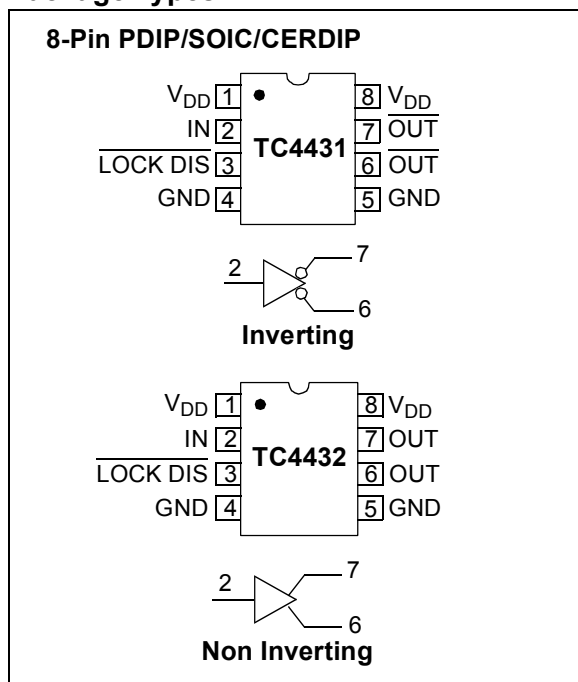 8-Pin PDIP/SOIC/CERDIP
VDD 1 8 VDD
IN 2 7 OUT
TC4431
LOCK DIS 3 6 OUT
GND 4 5 GND
7
2
6
Inverting
VDD 1 8 VDD
IN 2 7 OUT
TC4432
LOCK DIS 3 6 OUT
GND 4 5 GND
7
2
6
Non Inverting